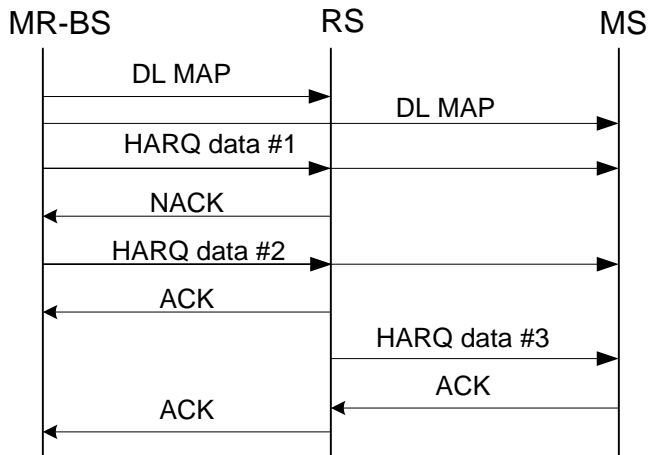 MR-BS RS MS
DL MAP
DL MAP
HARQ data #1
NACK
HARQ data #2
ACK
HARQ data #3
ACK
ACK